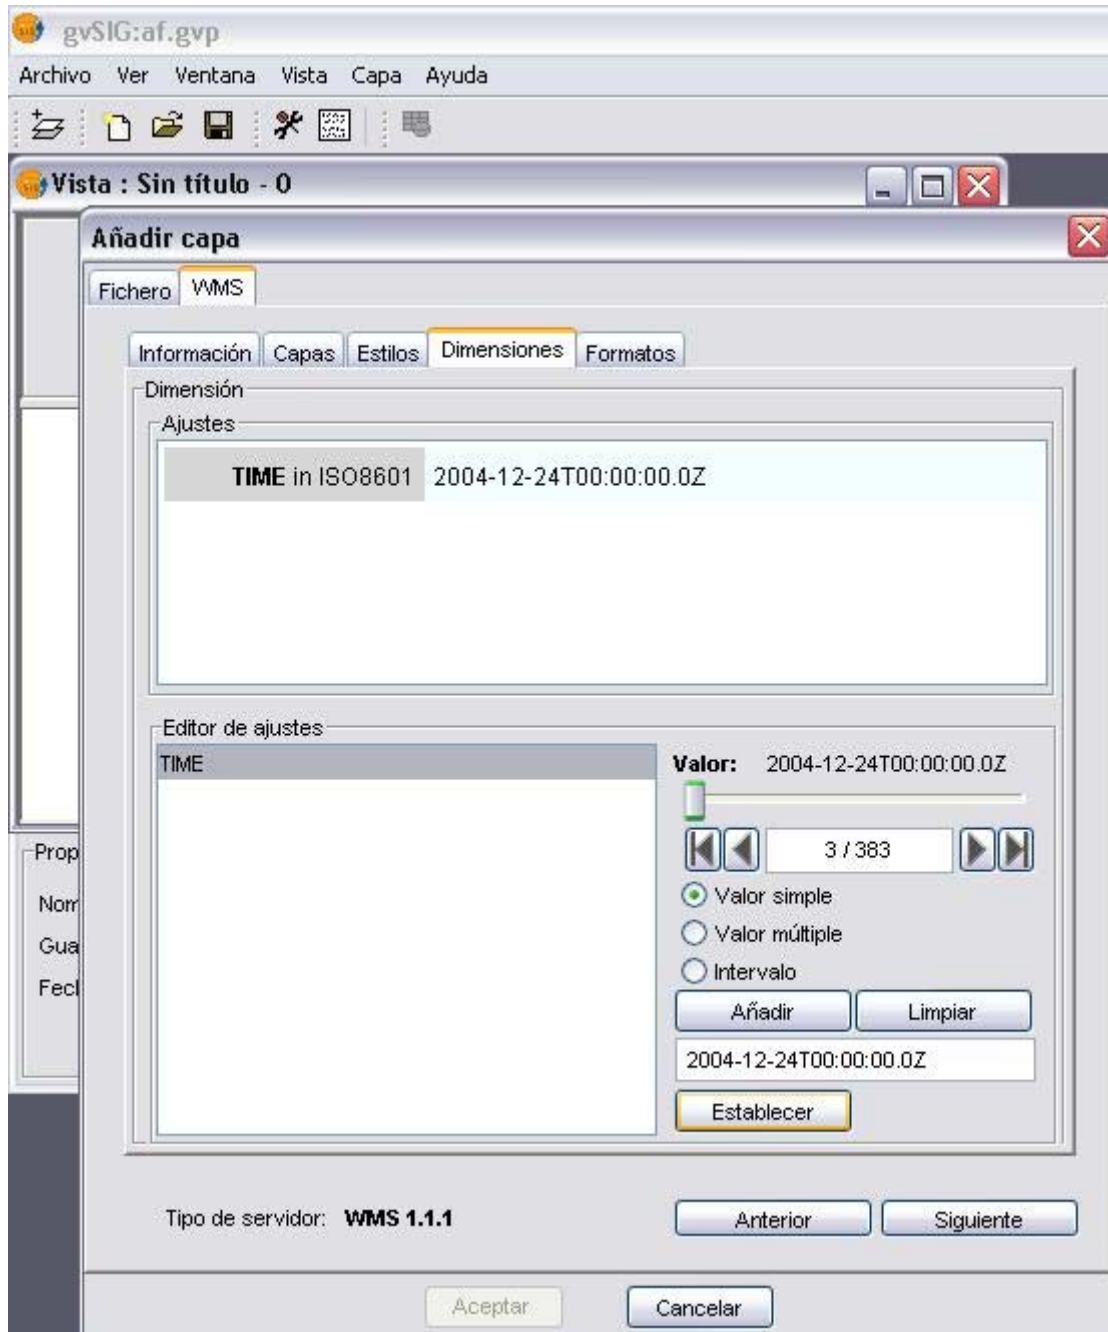 gvSIG:af.gvp
Archivo Ver Ventana Vista Capa Ayuda
Vista : Sin título - 0
Añadir capa
Fichero WMS
Información Capas Estilos Dimensiones Formatos
Dimensión
Ajustes
TIME in ISO8601 2004-12-24T00:00:00.0Z
Editor de ajustes
TIME
Valor: 2004-12-24T00:00:00.0Z
3 / 383
Valor simple
Valor múltiple
Intervalo
Añadir Limpiar
2004-12-24T00:00:00.0Z
Establecer
Prop
Nom
Gua
Fech
Tipo de servidor: WMS 1.1.1
Anterior Siguiente
Aceptar Cancelar